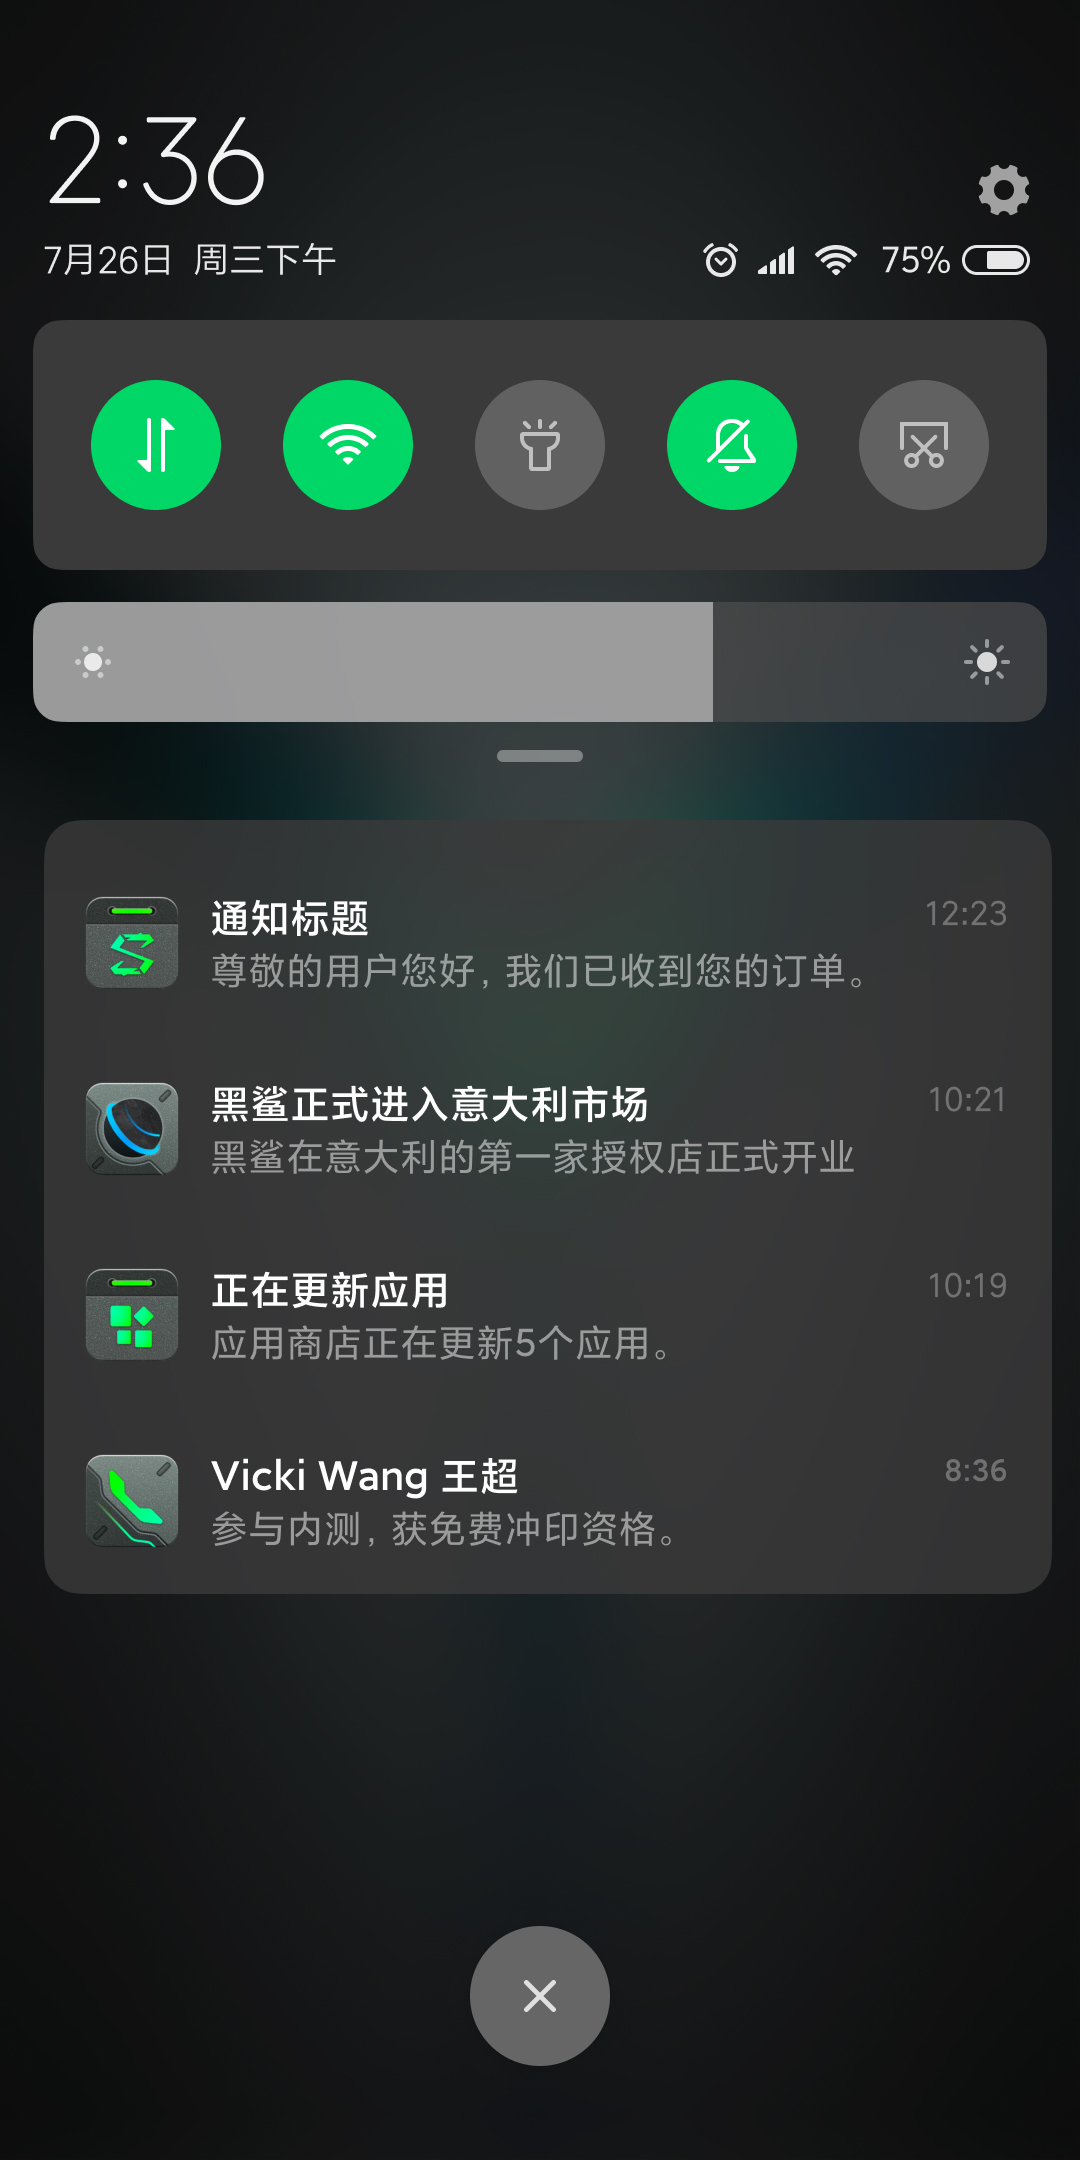 2:36
7月26日 周三下午
75%
通知标题
12:23
尊敬的用户您好，我们已收到您的订单。
黑鲨正式进入意大利市场
10:21
黑鲨在意大利的第一家授权店正式开业
正在更新应用
10:19
应用商店正在更新5个应用。
Vicki Wang 王超
8:36
参与内测，获免费冲印资格。